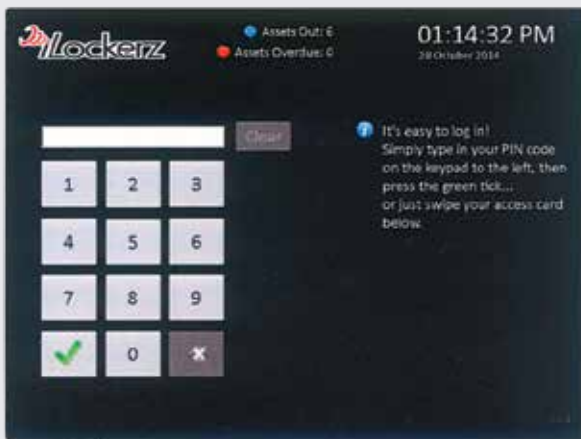 iLockerz
Assets Out: 6
Assets Overdue: 0
01:14:32 PM
28 October 2014
Clear
It's easy to log in!
Simply type in your PIN code
on the keypad to the left, then
press the green tick...
or just swipe your access card
below.
1 2 3
4 5 6
7 8 9
0